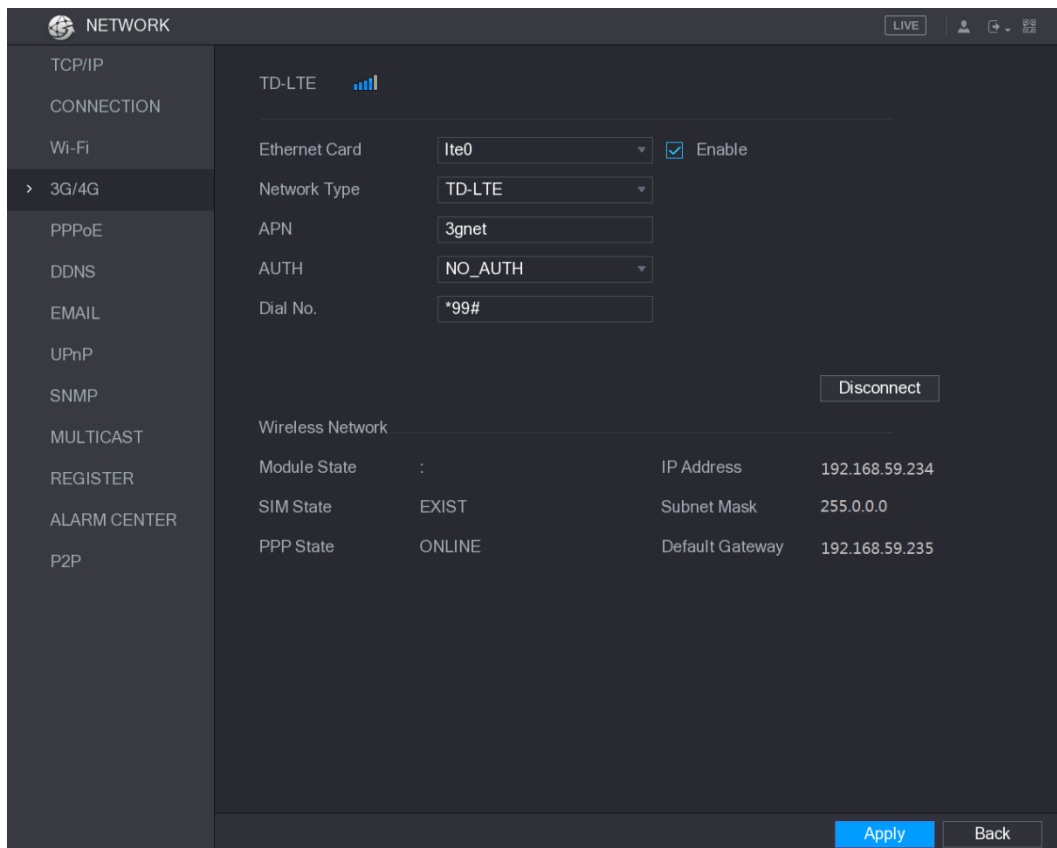 NETWORK
LIVE
TCP/IP
CONNECTION
Wi-Fi
3G/4G
PPPoE
DDNS
EMAIL
UPnP
SNMP
MULTICAST
REGISTER
ALARM CENTER
P2P
TD-LTE
Ethernet Card lte0 Enable
Network Type TD-LTE
APN 3gnet
AUTH NO_AUTH
Dial No. *99#
Disconnect
Wireless Network
Module State : IP Address 192.168.59.234
SIM State EXIST Subnet Mask 255.0.0.0
PPP State ONLINE Default Gateway 192.168.59.235
Apply Back